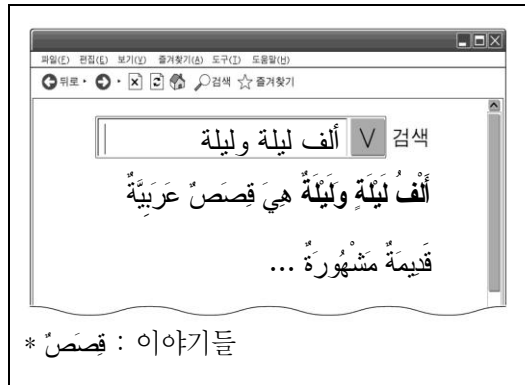 파일(F) 편집(E) 보기(V) 즐겨찾기(A) 도구(T) 도움말(H)
뒤로 검색 즐겨찾기
ألف ليلة وليلة V 검색
أَلْفُ لَيْلَةٍ وَلَيْلَةٌ هِيَ قِصَصٌ عَرَبِيَّةٌ
قَدِيمَةٌ مَشْهُورَةٌ ...
* قِصَصٌ : 이야기들